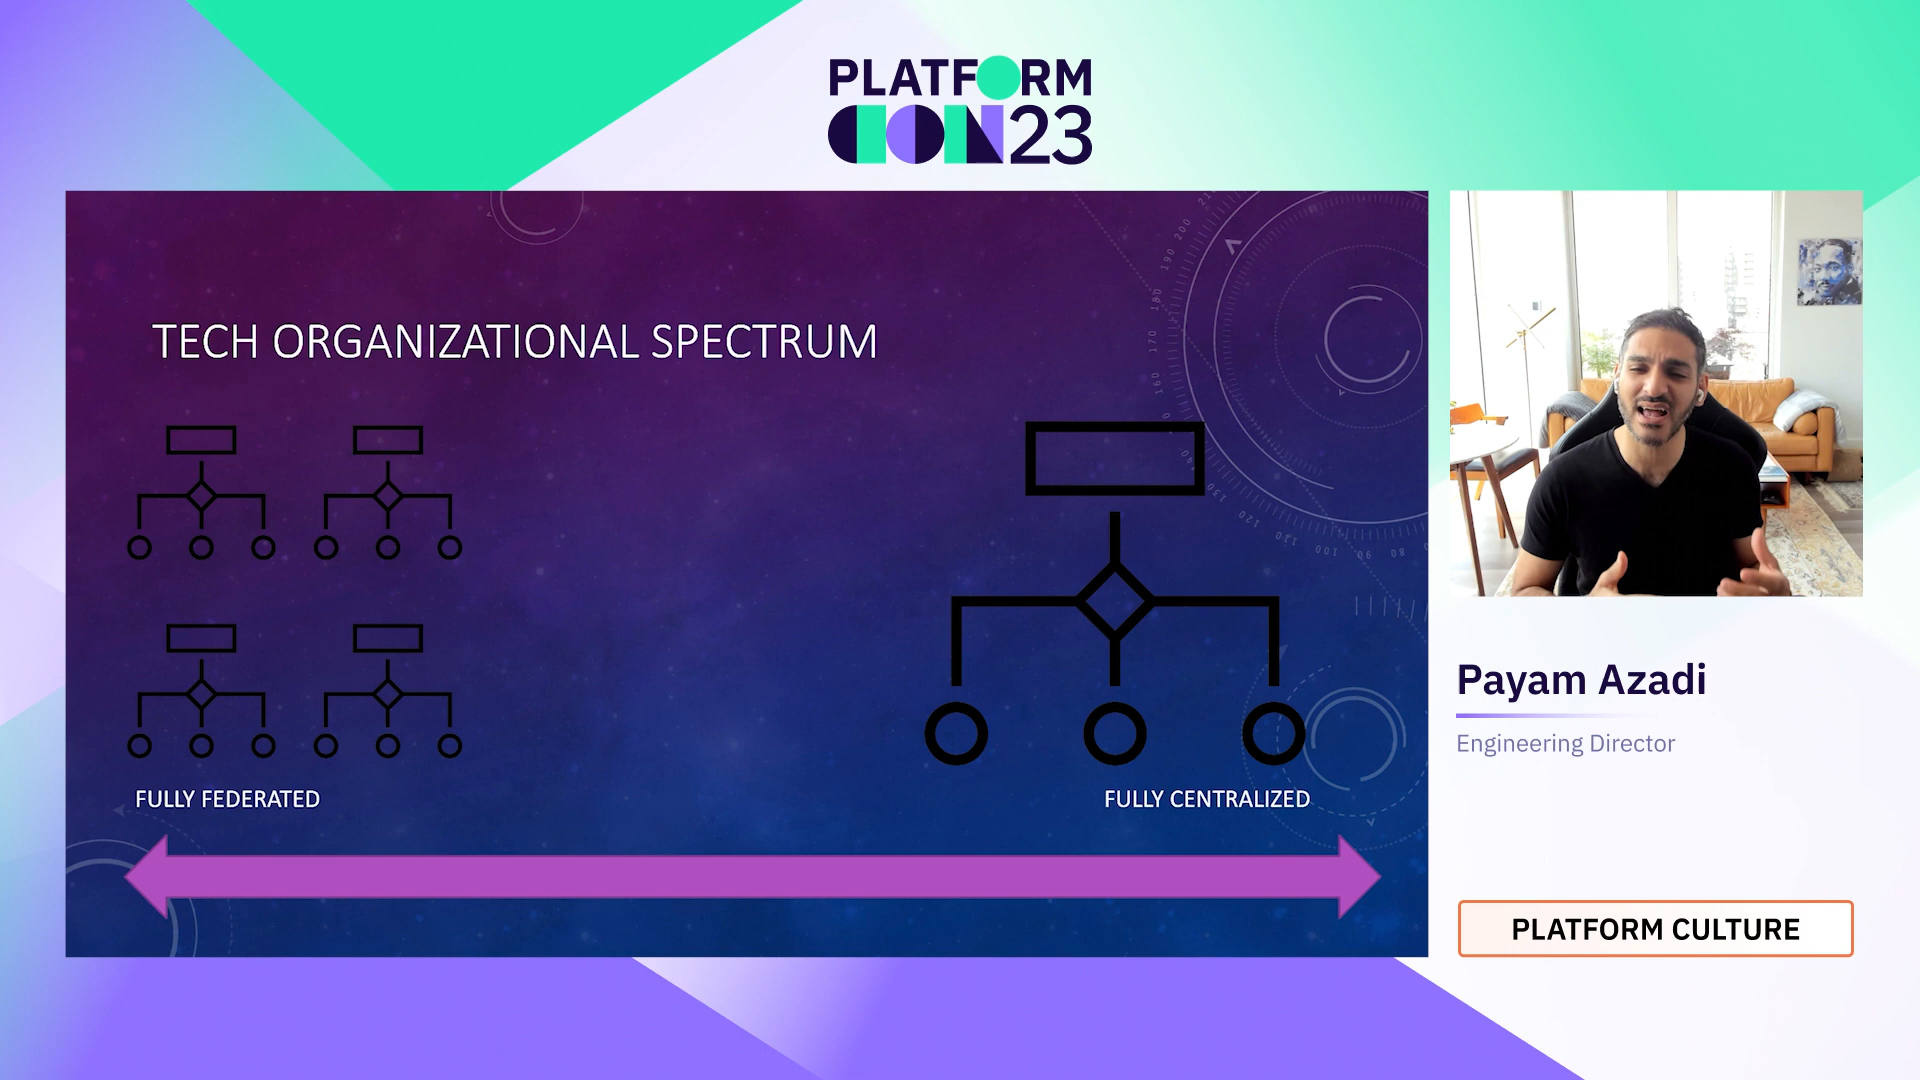 PLATFORM
CON23
TECH ORGANIZATIONAL SPECTRUM
FULLY FEDERATED
FULLY CENTRALIZED
Payam Azadi
Engineering Director
PLATFORM CULTURE